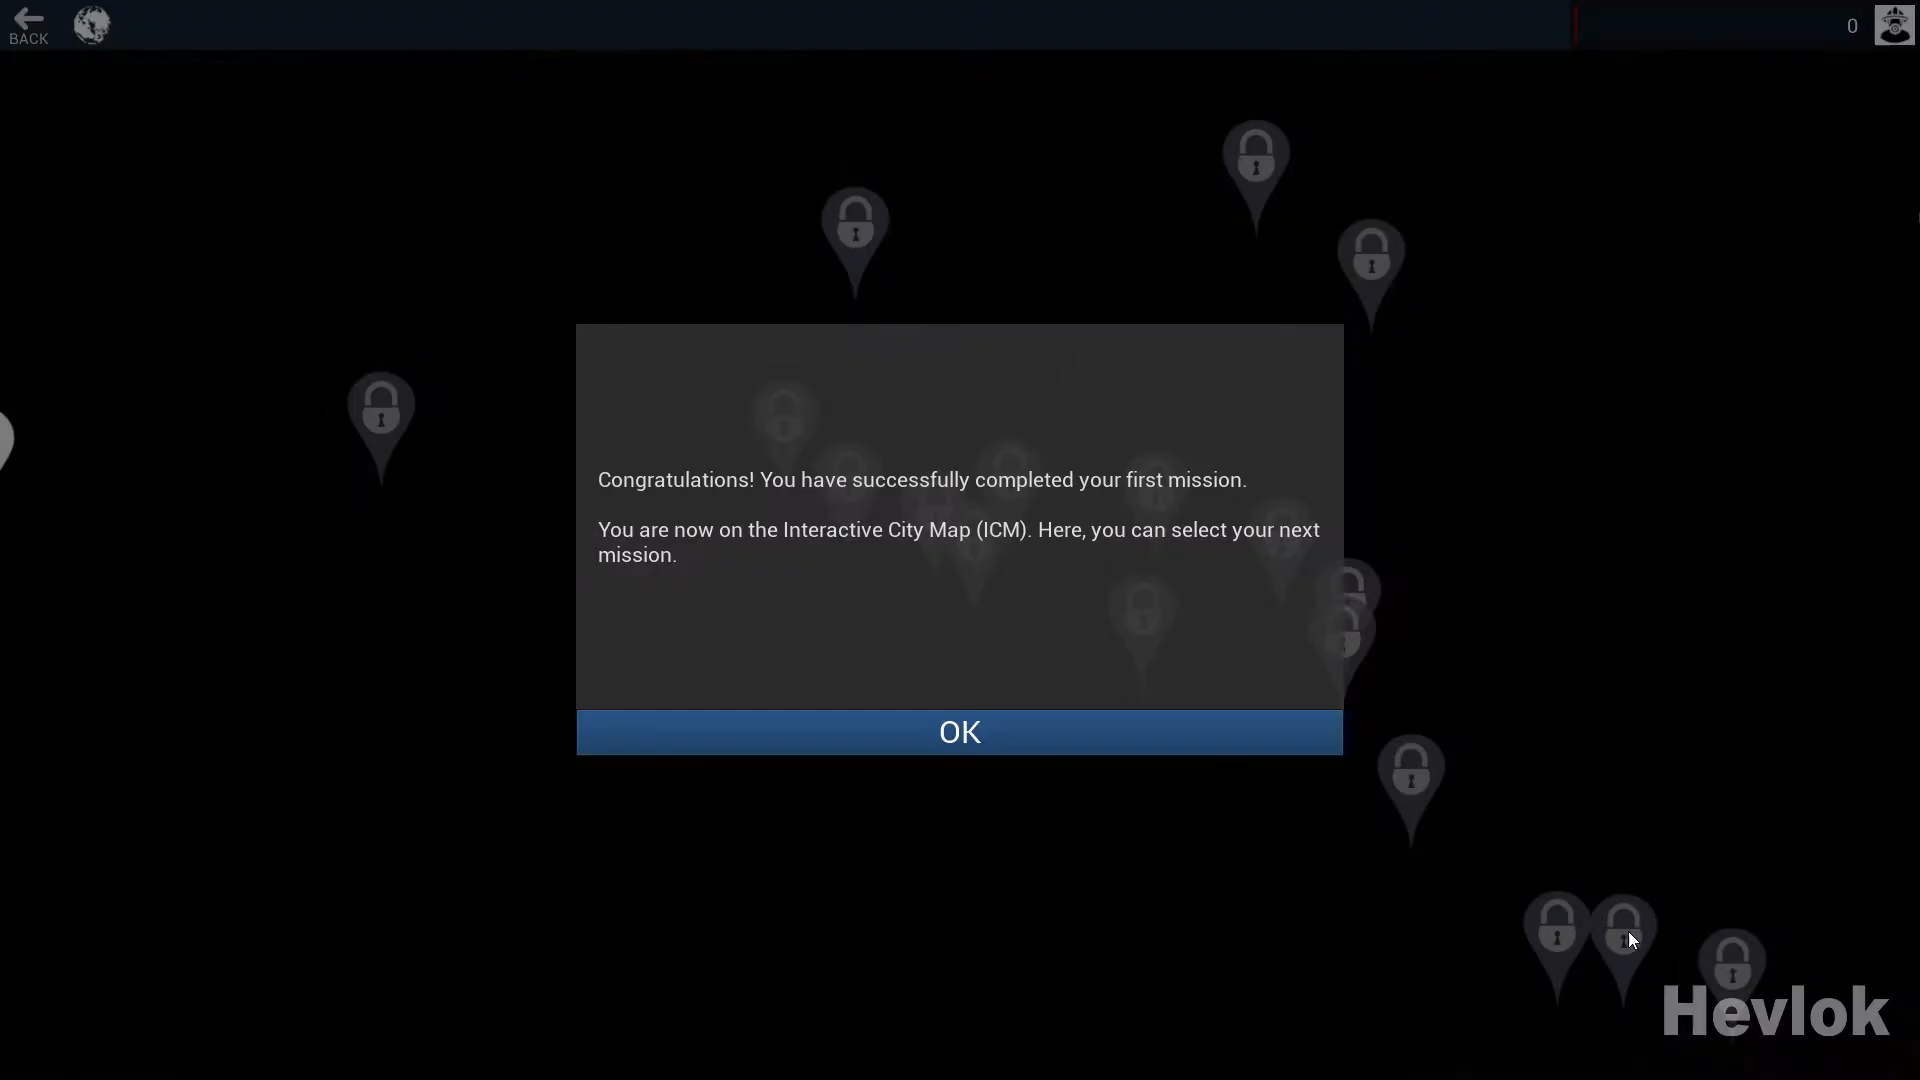 BACK
0
Congratulations! You have successfully completed your first mission.
You are now on the Interactive City Map (ICM). Here, you can select your next
mission.
OK
Hevlok